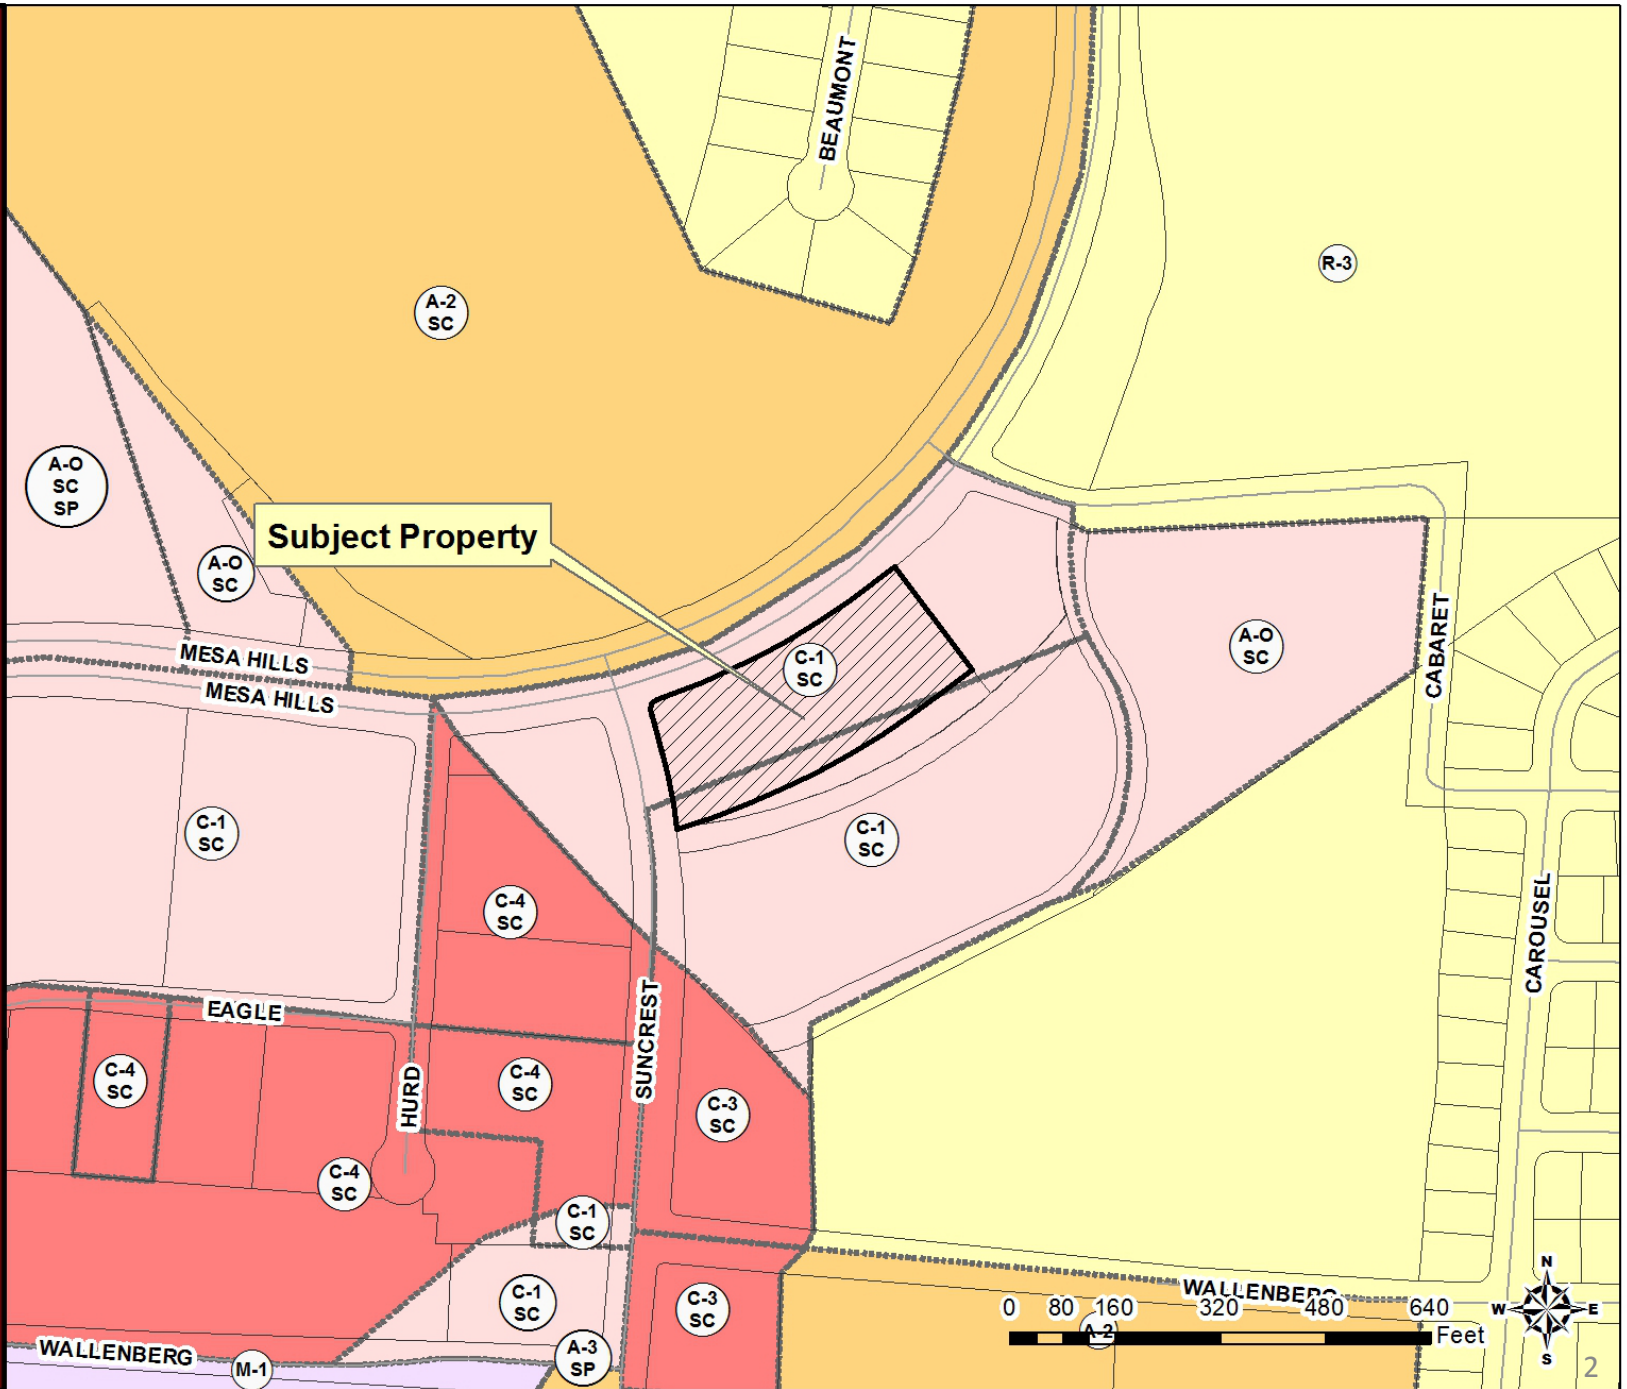 BEAUMONT
R-3
A-2
SC
A-O
SC
SP
Subject Property
A-O
SC
MESA HILLS
MESA HILLS
C-1
SC
A-O
SC
CABARET
C-1
SC
C-1
SC
C-4
SC
CAROUSEL
EAGLE
SUNCREST
C-4
SC
C-4
SC
HURD
C-3
SC
C-4
SC
C-1
SC
C-1
SC
C-3
SC
WALLENBERG
N
W E
S
0 80 160 320 480 640
Feet
A-2
WALLENBERG
M-1
A-3
SP
2